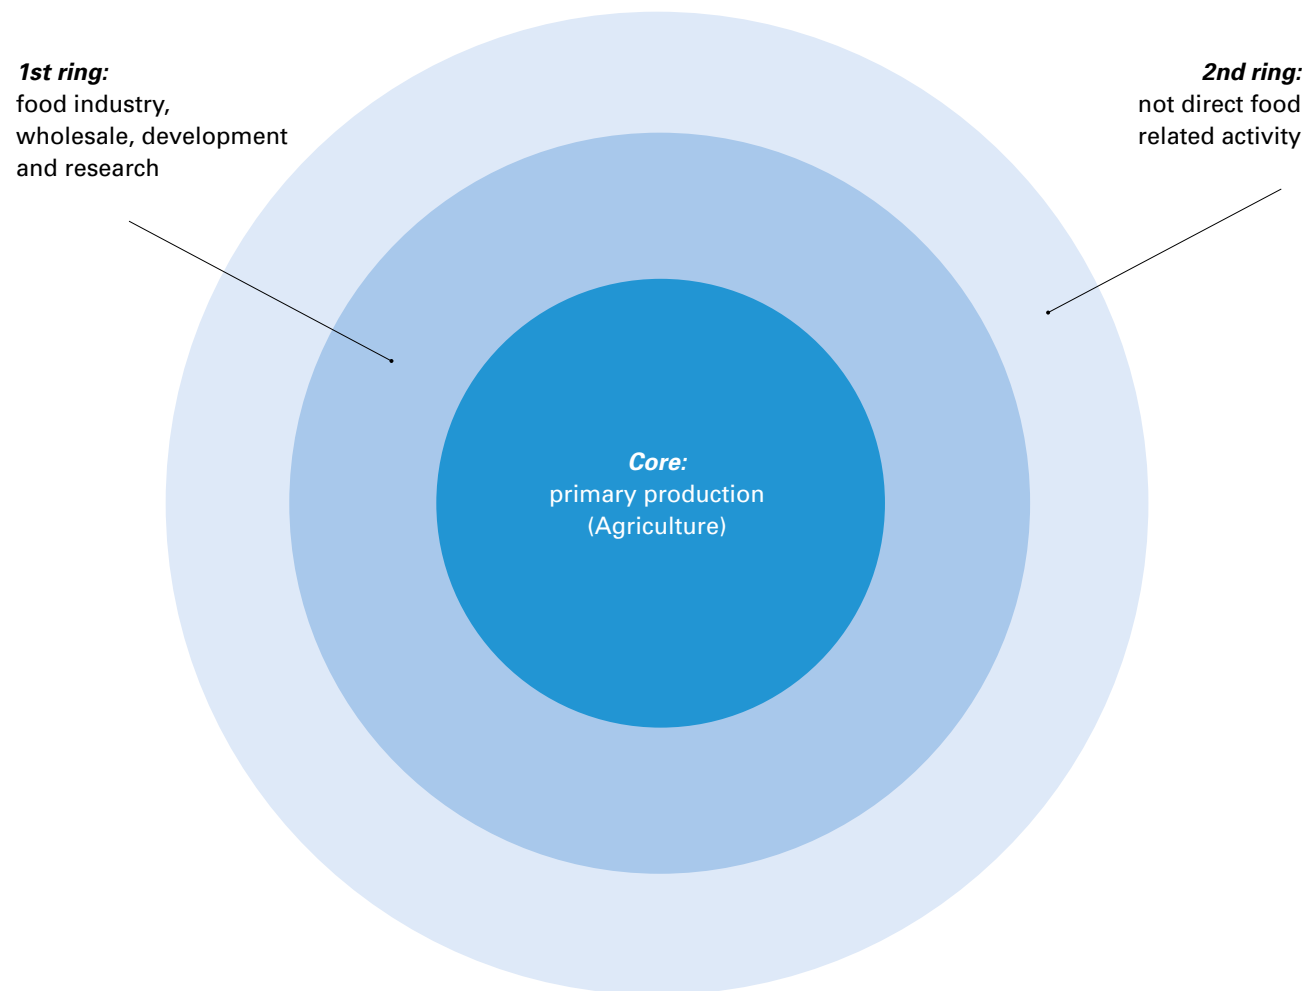 1st ring:
food industry,
wholesale, development
and research
2nd ring:
not direct food
related activity
Core:
primary production
(Agriculture)